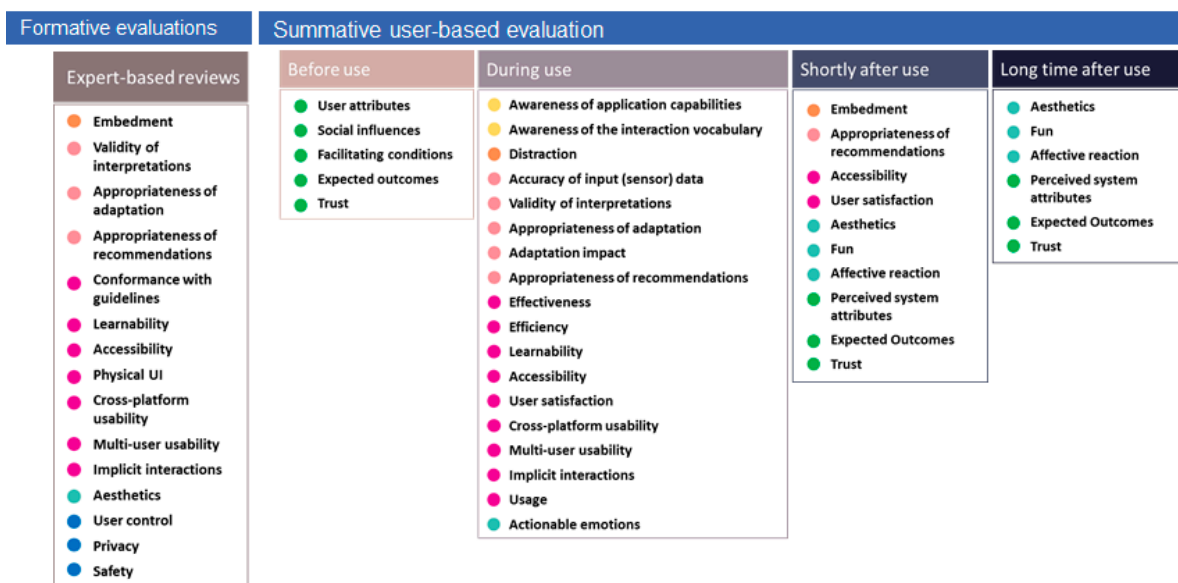 Formative evaluations
Summative user-based evaluation
Expert-based reviews
Embedment
Validity of
interpretations
Appropriateness of
adaptation
Appropriateness of
recommendations
Conformance with
guidelines
Learnability
Accessibility
Physical UI
Cross-platform
usability
Multi-user usability
Implicit interactions
Aesthetics
User control
Privacy
Safety
Before use
User attributes
Social influences
Facilitating conditions
Expected outcomes
Trust
During use
Awareness of application capabilities
Awareness of the interaction vocabulary
Distraction
Accuracy of input (sensor) data
Validity of interpretations
Appropriateness of adaptation
Adaptation impact
Appropriateness of recommendations
Effectiveness
Efficiency
Learnability
Accessibility
User satisfaction
Cross-platform usability
Multi-user usability
Implicit interactions
Usage
Actionable emotions
Shortly after use
Embedment
Appropriateness of
recommendations
Accessibility
User satisfaction
Aesthetics
Fun
Affective reaction
Perceived system
attributes
Expected Outcomes
Trust
Long time after use
Aesthetics
Fun
Affective reaction
Perceived system
attributes
Expected Outcomes
Trust